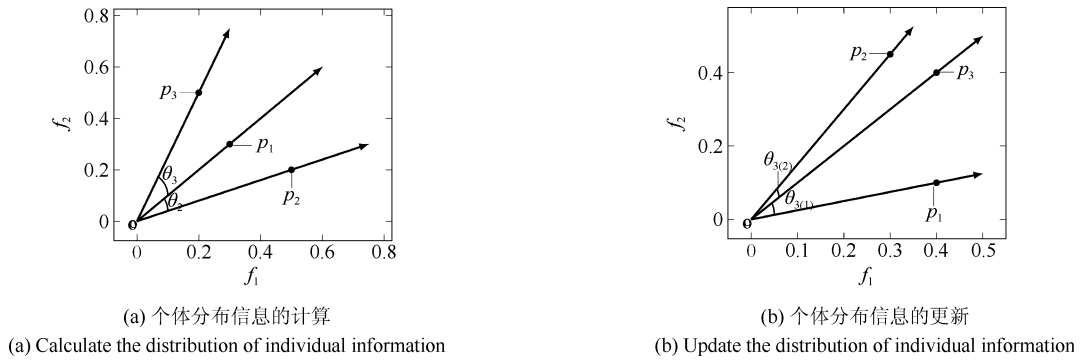 0.8
0.6
0.4
0.2
0
f₂
p₃
p₁
p₂
θ₃
θ₂
0
0 0.2 0.4 0.6 0.8
f₁
(a) 个体分布信息的计算
(a) Calculate the distribution of individual information
0.4
0.2
0
f₂
p₂
p₃
p₁
θ₃₍₂₎
θ₃₍₁₎
0
0 0.1 0.2 0.3 0.4 0.5
f₁
(b) 个体分布信息的更新
(b) Update the distribution of individual information